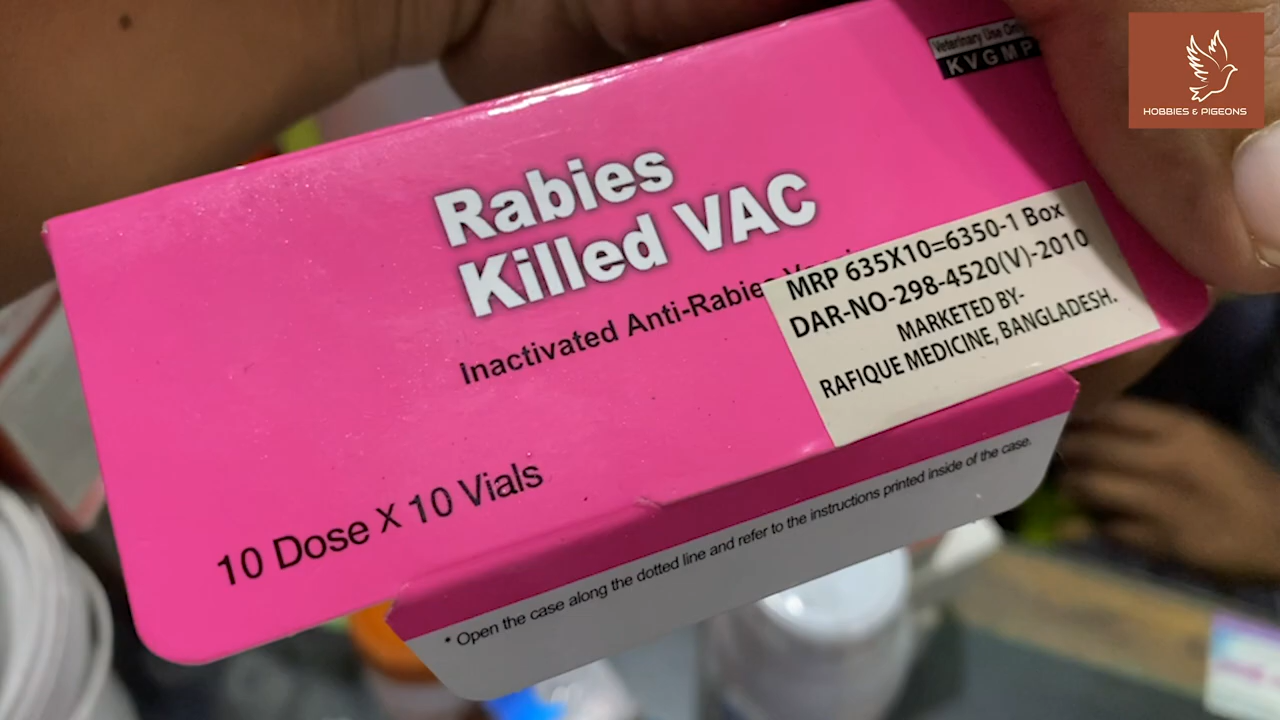 Veterinary Use Only
KVGMP
HOBBIES & PIGEONS
Rabies
Killed VAC
Inactivated Anti-Rabies
MRP 635X10=6350-1 Box
DAR-NO-298-4520(V)-2010
MARKETED BY-
RAFIQUE MEDICINE, BANGLADESH.
10 Dose X 10 Vials
* Open the case along the dotted line and refer to the instructions printed inside of the case.